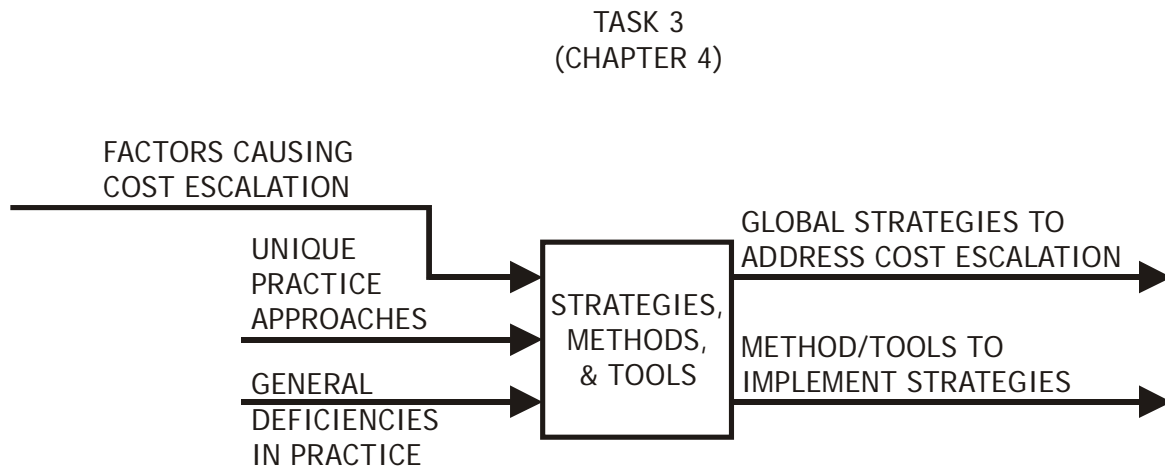 TASK 3
(CHAPTER 4)
FACTORS CAUSING
COST ESCALATION
UNIQUE
PRACTICE
APPROACHES
GENERAL
DEFICIENCIES
IN PRACTICE
STRATEGIES,
METHODS,
& TOOLS
GLOBAL STRATEGIES TO
ADDRESS COST ESCALATION
METHOD/TOOLS TO
IMPLEMENT STRATEGIES